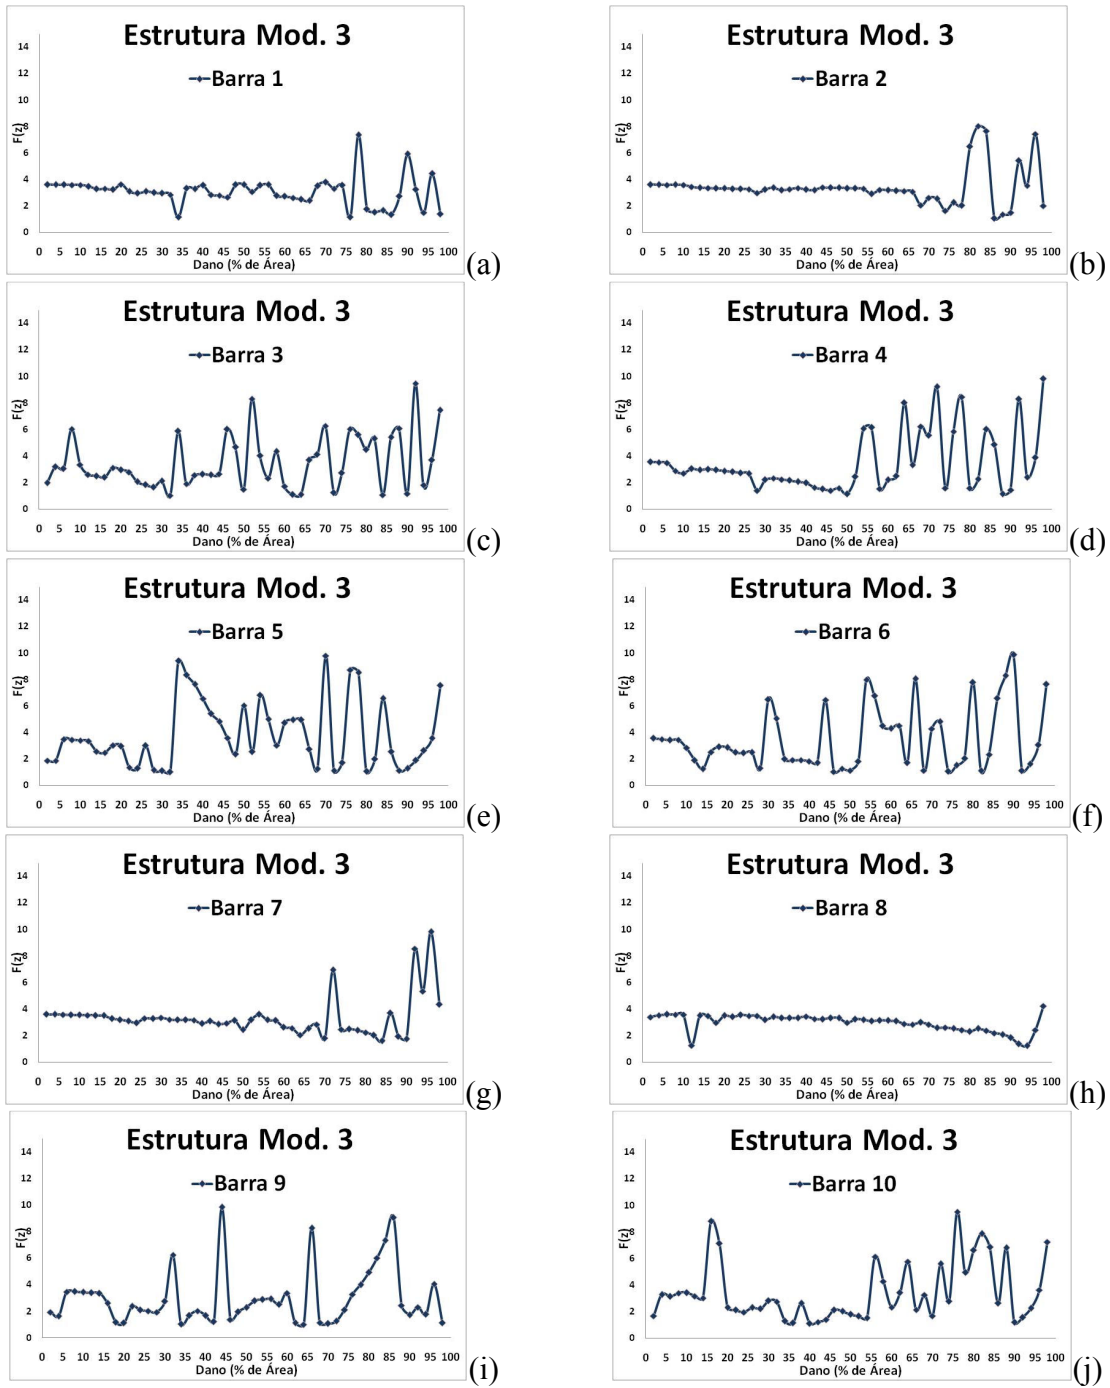 Estrutura Mod. 3
Barra 1
14
12
10
8
6
4
2
0
F(z)
0 5 10 15 20 25 30 35 40 45 50 55 60 65 70 75 80 85 90 95 100
Dano (% de Área)
(a)
Estrutura Mod. 3
Barra 2
14
12
10
8
6
4
2
0
F(z)
0 5 10 15 20 25 30 35 40 45 50 55 60 65 70 75 80 85 90 95 100
Dano (% de Área)
(b)
Estrutura Mod. 3
Barra 3
14
12
10
8
6
4
2
0
F(z)
0 5 10 15 20 25 30 35 40 45 50 55 60 65 70 75 80 85 90 95 100
Dano (% de Área)
(c)
Estrutura Mod. 3
Barra 4
14
12
10
8
6
4
2
0
F(z)
0 5 10 15 20 25 30 35 40 45 50 55 60 65 70 75 80 85 90 95 100
Dano (% de Área)
(d)
Estrutura Mod. 3
Barra 5
14
12
10
8
6
4
2
0
F(z)
0 5 10 15 20 25 30 35 40 45 50 55 60 65 70 75 80 85 90 95 100
Dano (% de Área)
(e)
Estrutura Mod. 3
Barra 6
14
12
10
8
6
4
2
0
F(z)
0 5 10 15 20 25 30 35 40 45 50 55 60 65 70 75 80 85 90 95 100
Dano (% de Área)
(f)
Estrutura Mod. 3
Barra 7
14
12
10
8
6
4
2
0
F(z)
0 5 10 15 20 25 30 35 40 45 50 55 60 65 70 75 80 85 90 95 100
Dano (% de Área)
(g)
Estrutura Mod. 3
Barra 8
14
12
10
8
6
4
2
0
F(z)
0 5 10 15 20 25 30 35 40 45 50 55 60 65 70 75 80 85 90 95 100
Dano (% de Área)
(h)
Estrutura Mod. 3
Barra 9
14
12
10
8
6
4
2
0
F(z)
0 5 10 15 20 25 30 35 40 45 50 55 60 65 70 75 80 85 90 95 100
Dano (% de Área)
(i)
Estrutura Mod. 3
Barra 10
14
12
10
8
6
4
2
0
F(z)
0 5 10 15 20 25 30 35 40 45 50 55 60 65 70 75 80 85 90 95 100
Dano (% de Área)
(j)